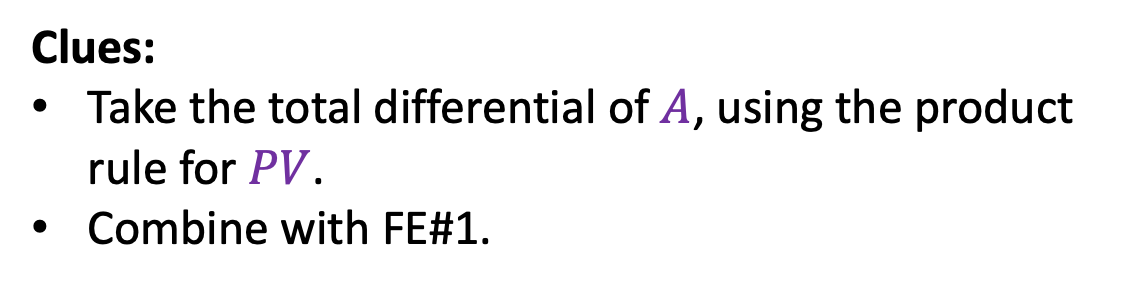 Clues:
• Take the total differential of A, using the product
rule for PV.
• Combine with FE#1.